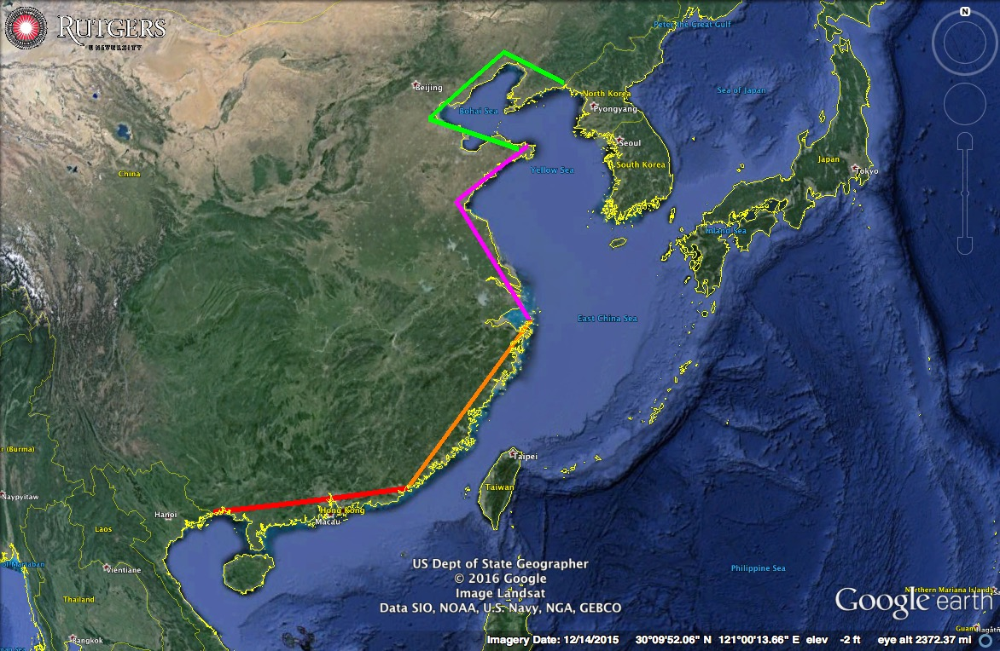 RUTGERS
UNIVERSITY
N
Peter the Great Gulf
Beijing
Sea of Japan
North Korea
Bohai Sea
Pyongyang
Seoul
Japan
South Korea
Yellow Sea
Tokyo
China
Inland Sea
East China Sea
r (Burma)
Taipei
Taiwan
Naypyitaw
Hong Kong
Hanoi
Macau
Laos
of Martaban
Vientiane
US Dept of State Geographer
Philippine Sea
© 2016 Google
Image Landsat
Northern Mariana Islands
Thailand
Google earth
Data SIO, NOAA, U.S. Navy, NGA, GEBCO
Guam
Bangkok
Imagery Date: 12/14/2015 30°09'52.06" N 121°00'13.66" E elev -2 ft eye alt 2372.37 mi